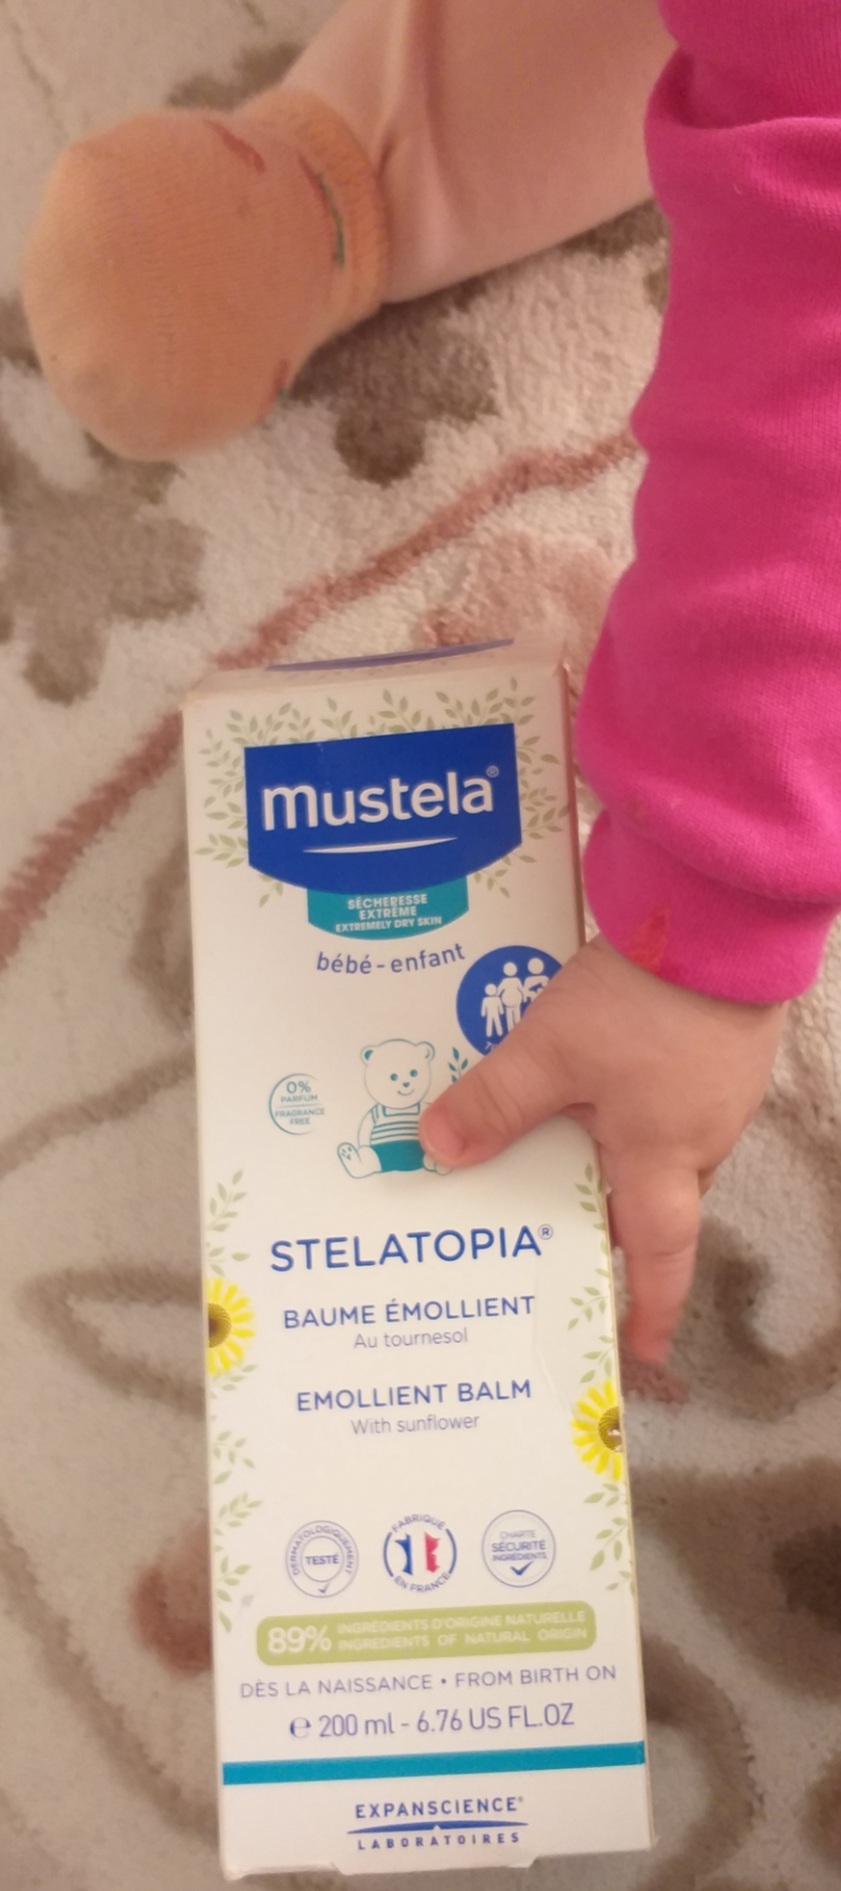 mustela®
SÉCHERESSE
EXTRÊME
EXTREMELY DRY SKIN
bébé-enfant
0%
PARFUM
FRAGRANCE
FREE
STELATOPIA®
BAUME ÉMOLLIENT
Au tournesol
EMOLLIENT BALM
With sunflower
DERMATOLOGIQUEMENT
TESTÉ
FABRIQUÉ
EN FRANCE
CHARTE
SÉCURITÉ
INGRÉDIENTS
89% INGRÉDIENTS D'ORIGINE NATURELLE
INGREDIENTS OF NATURAL ORIGIN
DÈS LA NAISSANCE • FROM BIRTH ON
℮ 200 ml - 6.76 US FL.OZ
EXPANSCIENCE®
LABORATOIRES